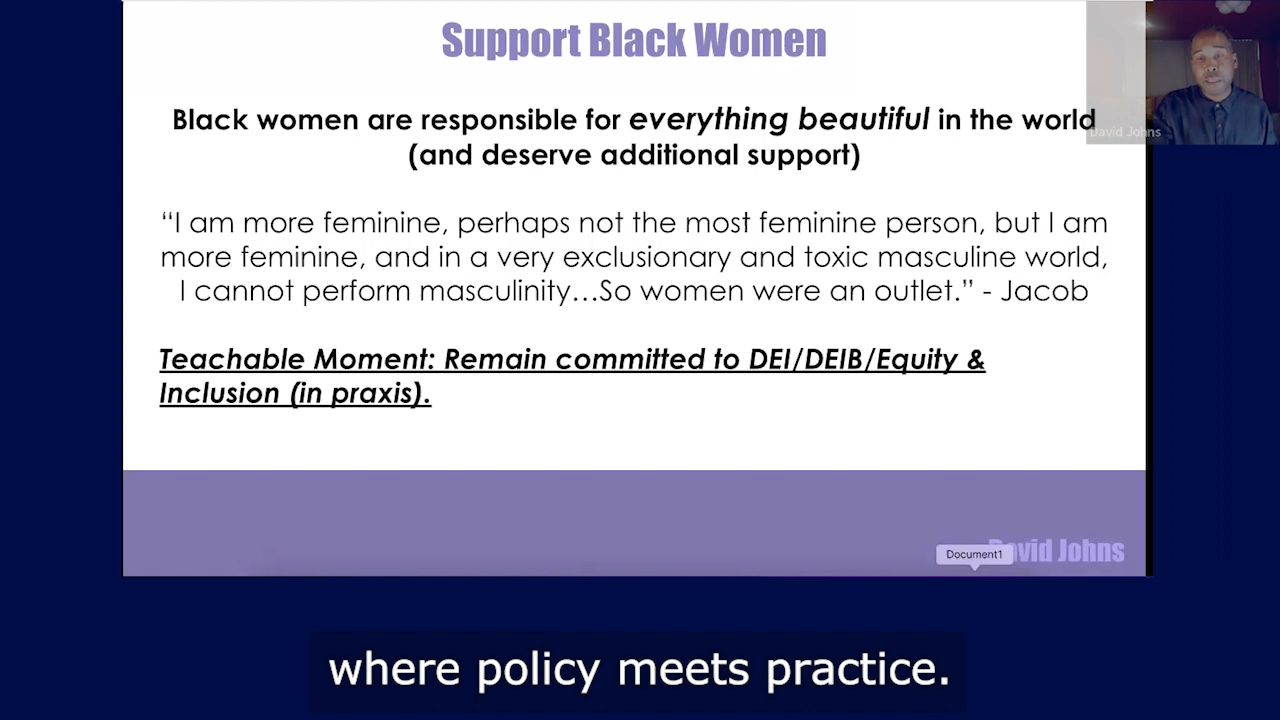 Support Black Women
Black women are responsible for everything beautiful in the world
(and deserve additional support)
David Johns
“I am more feminine, perhaps not the most feminine person, but I am
more feminine, and in a very exclusionary and toxic masculine world,
I cannot perform masculinity…So women were an outlet.” - Jacob
Teachable Moment: Remain committed to DEI/DEIB/Equity &
Inclusion (in praxis).
David Johns
Document1
where policy meets practice.